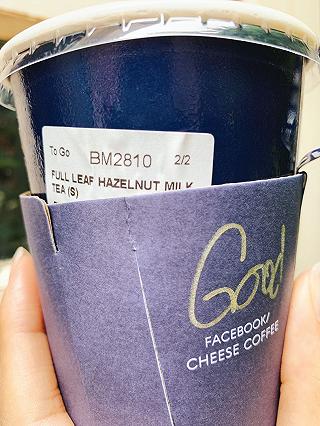 To Go BM2810 2/2
FULL LEAF HAZELNUT MILK
TEA (S)
Good
FACEBOOK/
CHEESE COFFEE